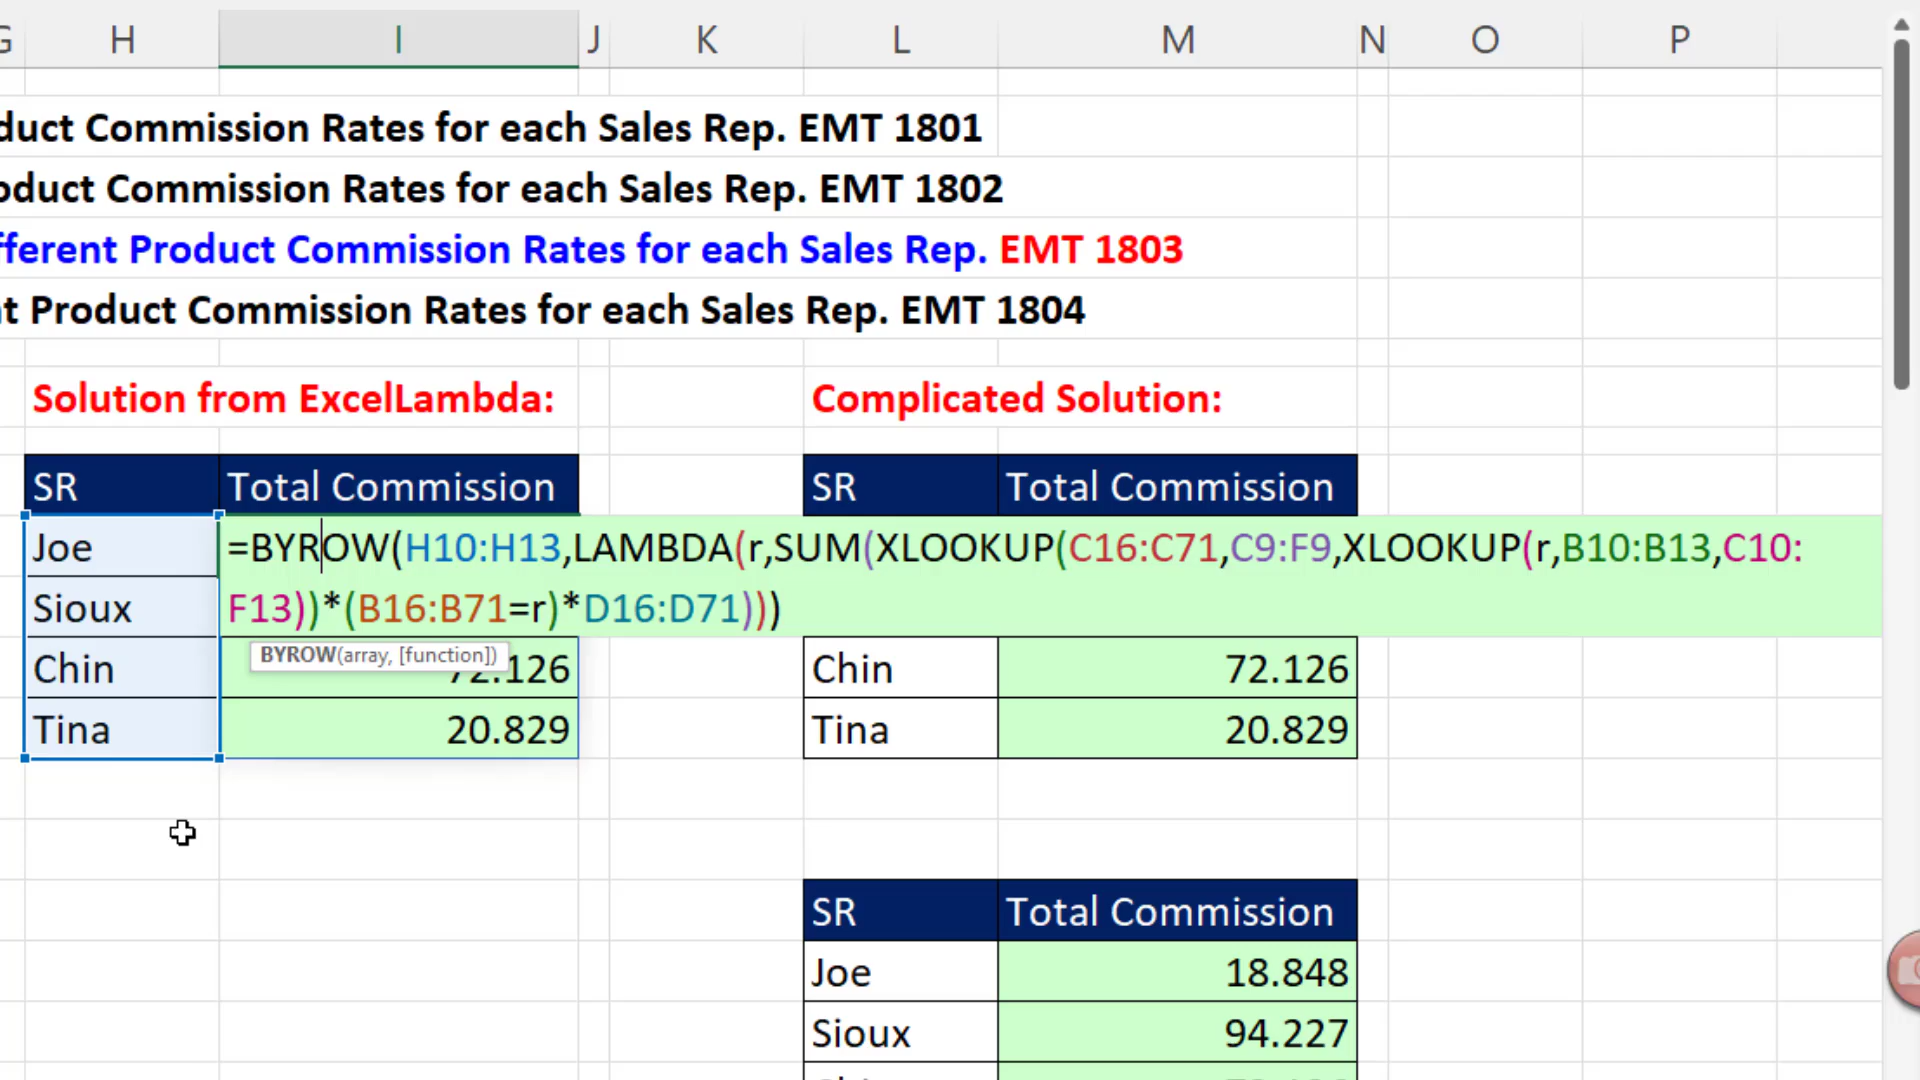 G H I J K L M N O P
duct Commission Rates for each Sales Rep. EMT 1801
oduct Commission Rates for each Sales Rep. EMT 1802
fferent Product Commission Rates for each Sales Rep. EMT 1803
t Product Commission Rates for each Sales Rep. EMT 1804
Solution from ExcelLambda: Complicated Solution:
SR Total Commission SR Total Commission
Joe =BYROW(H10:H13,LAMBDA(r,SUM(XLOOKUP(C16:C71,C9:F9,XLOOKUP(r,B10:B13,C10:
Sioux F13))*(B16:B71=r)*D16:D71)))
BYROW(array, [function])
Chin 72.126 Chin 72.126
Tina 20.829 Tina 20.829
SR Total Commission
Joe 18.848
Sioux 94.227